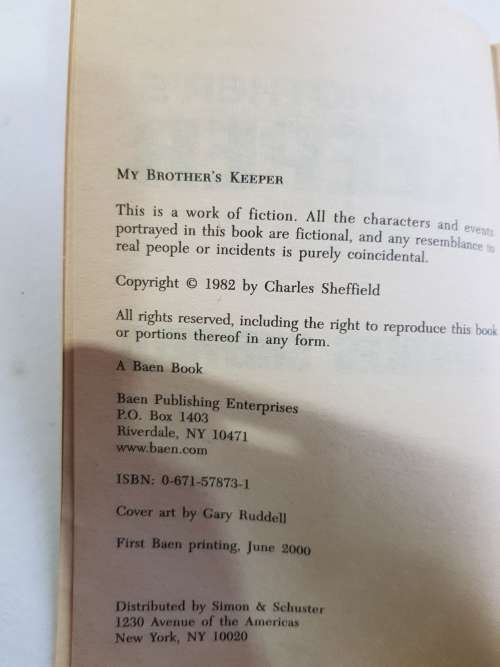 MY BROTHER'S KEEPER
This is a work of fiction. All the characters and events
portrayed in this book are fictional, and any resemblance to
real people or incidents is purely coincidental.
Copyright © 1982 by Charles Sheffield
All rights reserved, including the right to reproduce this book
or portions thereof in any form.
A Baen Book
Baen Publishing Enterprises
P.O. Box 1403
Riverdale, NY 10471
www.baen.com
ISBN: 0-671-57873-1
Cover art by Gary Ruddell
First Baen printing, June 2000
Distributed by Simon & Schuster
1230 Avenue of the Americas
New York, NY 10020